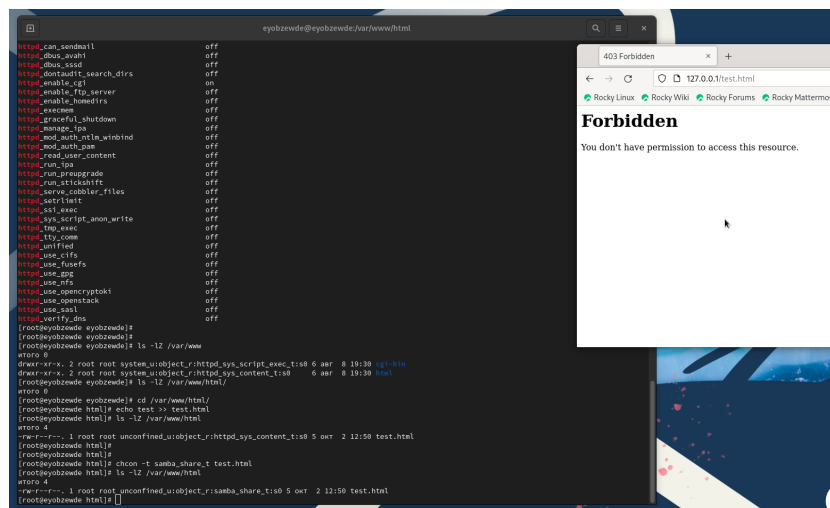 eyobzewde@eyobzewde:/var/www/html
httpd_can_sendmail off
httpd_dbus_avahi off
httpd_dbus_sssd off
httpd_dontaudit_search_dirs off
httpd_enable_cgi on
httpd_enable_ftp_server off
httpd_enable_homedirs off
httpd_execmem off
httpd_graceful_shutdown off
httpd_manage_ipa off
httpd_mod_auth_ntlm_winbind off
httpd_mod_auth_pam off
httpd_read_user_content off
httpd_run_ipa off
httpd_run_preupgrade off
httpd_run_stickshift off
httpd_serve_cobbler_files off
httpd_setrlimit off
httpd_ssi_exec off
httpd_sys_script_anon_write off
httpd_tmp_exec off
httpd_tty_comm off
httpd_unified off
httpd_use_cifs off
httpd_use_fusefs off
httpd_use_gpg off
httpd_use_nfs off
httpd_use_opencryptoki off
httpd_use_openstack off
httpd_use_sasl off
httpd_verify_dns off
[root@eyobzewde eyobzewde]#
[root@eyobzewde eyobzewde]#
[root@eyobzewde eyobzewde]# ls -lZ /var/www
итого 0
drwxr-xr-x. 2 root root system_u:object_r:httpd_sys_script_exec_t:s0 6 авг 8 19:30 cgi-bin
drwxr-xr-x. 2 root root system_u:object_r:httpd_sys_content_t:s0 6 авг 8 19:30 html
[root@eyobzewde eyobzewde]# ls -lZ /var/www/html/
итого 0
[root@eyobzewde eyobzewde]# cd /var/www/html/
[root@eyobzewde html]# echo test >> test.html
[root@eyobzewde html]# ls -lZ /var/www/html
итого 4
-rw-r--r--. 1 root root unconfined_u:object_r:httpd_sys_content_t:s0 5 окт 2 12:50 test.html
[root@eyobzewde html]#
[root@eyobzewde html]#
[root@eyobzewde html]# chcon -t samba_share_t test.html
[root@eyobzewde html]# ls -lZ /var/www/html
итого 4
-rw-r--r--. 1 root root unconfined_u:object_r:samba_share_t:s0 5 окт 2 12:50 test.html
[root@eyobzewde html]#
403 Forbidden
127.0.0.1/test.html
Rocky Linux Rocky Wiki Rocky Forums Rocky Mattermos
Forbidden
You don't have permission to access this resource.